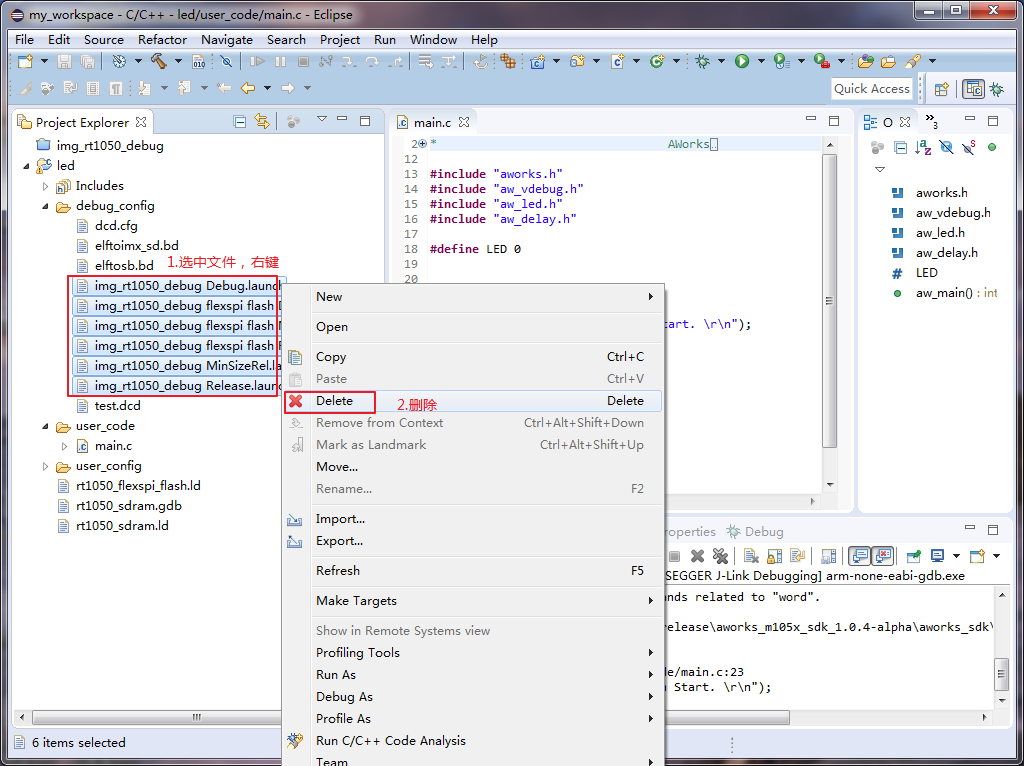 my_workspace - C/C++ - led/user_code/main.c - Eclipse
File Edit Source Refactor Navigate Search Project Run Window Help
Quick Access
Project Explorer
img_rt1050_debug
led
Includes
debug_config
dcd.cfg
elftoimx_sd.bd
elftosb.bd
1.选中文件，右键
img_rt1050_debug Debug.launch
img_rt1050_debug flexspi flash
img_rt1050_debug flexspi flash
img_rt1050_debug flexspi flash
img_rt1050_debug MinSizeRel.la
img_rt1050_debug Release.launc
test.dcd
user_code
main.c
user_config
rt1050_flexspi_flash.ld
rt1050_sdram.gdb
rt1050_sdram.ld
6 items selected
main.c
2 * AWorks
12
13 #include "aworks.h"
14 #include "aw_vdebug.h"
15 #include "aw_led.h"
16 #include "aw_delay.h"
17
18 #define LED 0
19
20
tart. \r\n");
New
Open
Copy Ctrl+C
Paste Ctrl+V
Delete 2.删除 Delete
Remove from Context Ctrl+Alt+Shift+Down
Mark as Landmark Ctrl+Alt+Shift+Up
Move...
Rename... F2
Import...
Export...
Refresh F5
Make Targets
Show in Remote Systems view
Profiling Tools
Run As
Debug As
Profile As
Run C/C++ Code Analysis
Team
O
3
aworks.h
aw_vdebug.h
aw_led.h
aw_delay.h
LED
aw_main() : int
roperties Debug
SEGGER J-Link Debugging] arm-none-eabi-gdb.exe
nds related to "word".
release\aworks_m105x_sdk_1.0.4-alpha\aworks_sdk\
de/main.c:23
n Start. \r\n");